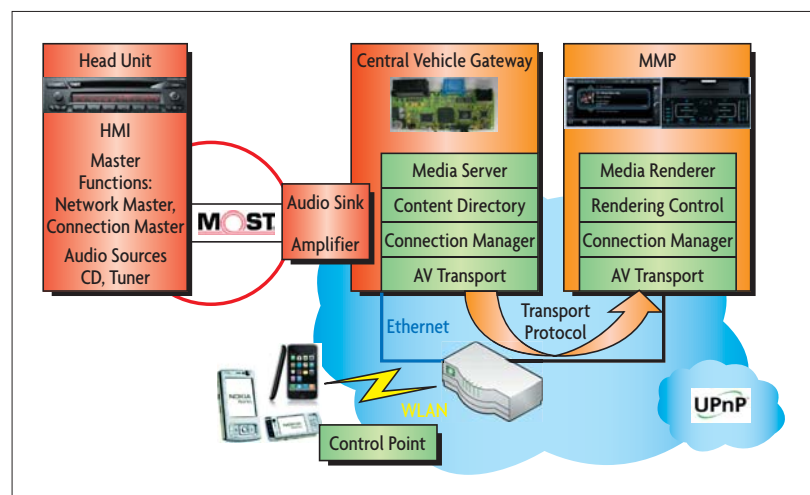 Head Unit
HMI
Master
Functions:
Network Master,
Connection Master
Audio Sources
CD, Tuner
MOST
Audio Sink
Amplifier
Central Vehicle Gateway
Media Server
Content Directory
Connection Manager
AV Transport
MMP
Media Renderer
Rendering Control
Connection Manager
AV Transport
Ethernet
Transport
Protocol
WLAN
NOKIA
NOKIA
Control Point
UPnP